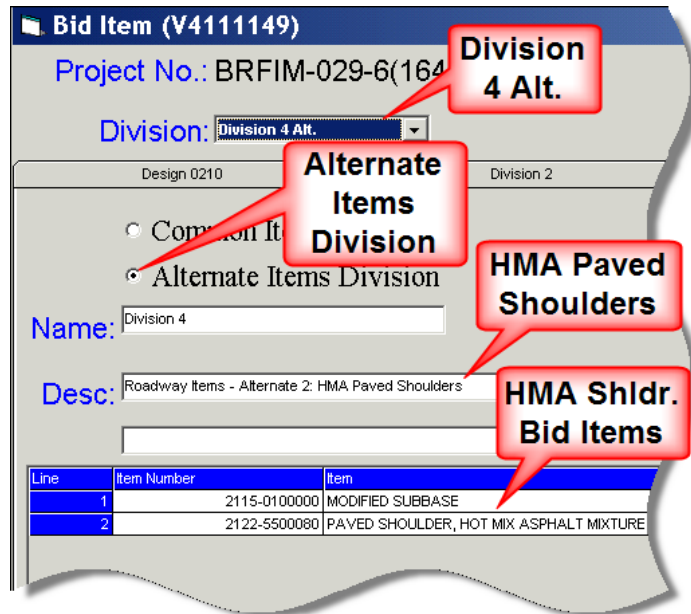 Bid Item (V4111149)
Project No.: BRFIM-029-6(164
Division
4 Alt.
Division: Division 4 Alt.
Design 0210
Division 2
Alternate
Items
Division
Common It
Alternate Items Division
HMA Paved
Shoulders
Name: Division 4
Desc: Roadway Items - Alternate 2: HMA Paved Shoulders
HMA Shldr.
Bid Items
Line Item Number Item
1 2115-0100000 MODIFIED SUBBASE
2 2122-5500080 PAVED SHOULDER, HOT MIX ASPHALT MIXTURE